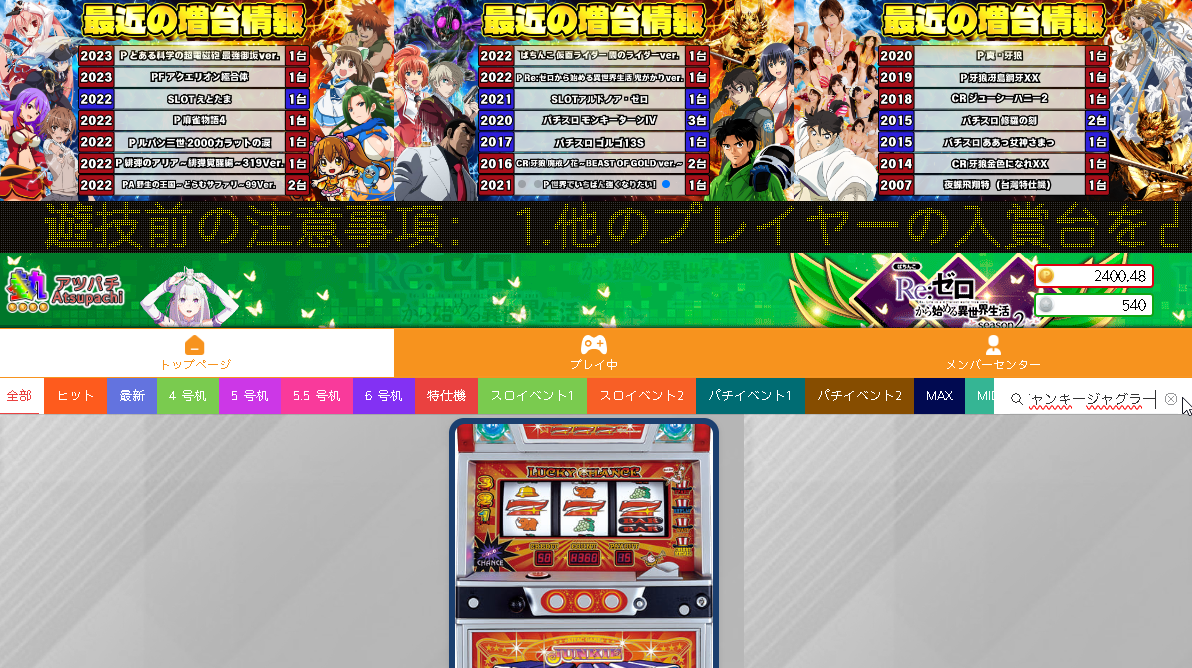 最近の増台情報
2023 Pとある科学の超電磁砲 最強御坂ver. 1台
2023 PFアクエリオン極合体 1台
2022 SLOTえとたま 1台
2022 P麻雀物語4 1台
2022 Pルパン三世 2000カラットの涙 1台
2022 P緋弾のアリア～緋弾覚醒編～319Ver. 1台
2022 PA野生の王国～どらむサファリ～99Ver. 2台
最近の増台情報
2022 ぱちんこ 仮面ライダー 轟音 1台
2022 P Re:ゼロから始める異世界生活 鬼がかりver. 1台
2021 SLOTアルドノア・ゼロ 1台
2020 パチスロ モンキーターンIV 3台
2017 パチスロ ゴルゴ13S 1台
2016 CR牙狼 魔戒ノ花～BEAST OF GOLD ver.～ 2台
2021 P世界でいちばん強くなりたい! 1台
最近の増台情報
2020 P真・牙狼 1台
2019 P牙狼冴島鋼牙XX 1台
2018 CRジューシーハニー2 1台
2015 パチスロ修羅の刻 2台
2015 パチスロああっ女神さまっ 1台
2014 CR牙狼金色になれXX 1台
2007 夜蝶飛翔特（台灣特仕機） 1台
遊技前の注意事項: 1.他のプレイヤーの入賞台を
アツパチ
Atsupachi
Re:ゼロ
から始める異世界生活
ぱちんこ
Re:ゼロ
から始める異世界生活
season2
P 2400.48
540
トップページ
プレイ中
メンバーセンター
全部 ヒット 最新 4 号机 5 号机 5.5 号机 6 号机 特仕機 スロイベント1 スロイベント2 パチイベント1 パチイベント2 MAX MID ャンキージャグラー
LUCKY CHANCE
321
CHANCE
JUNKIE